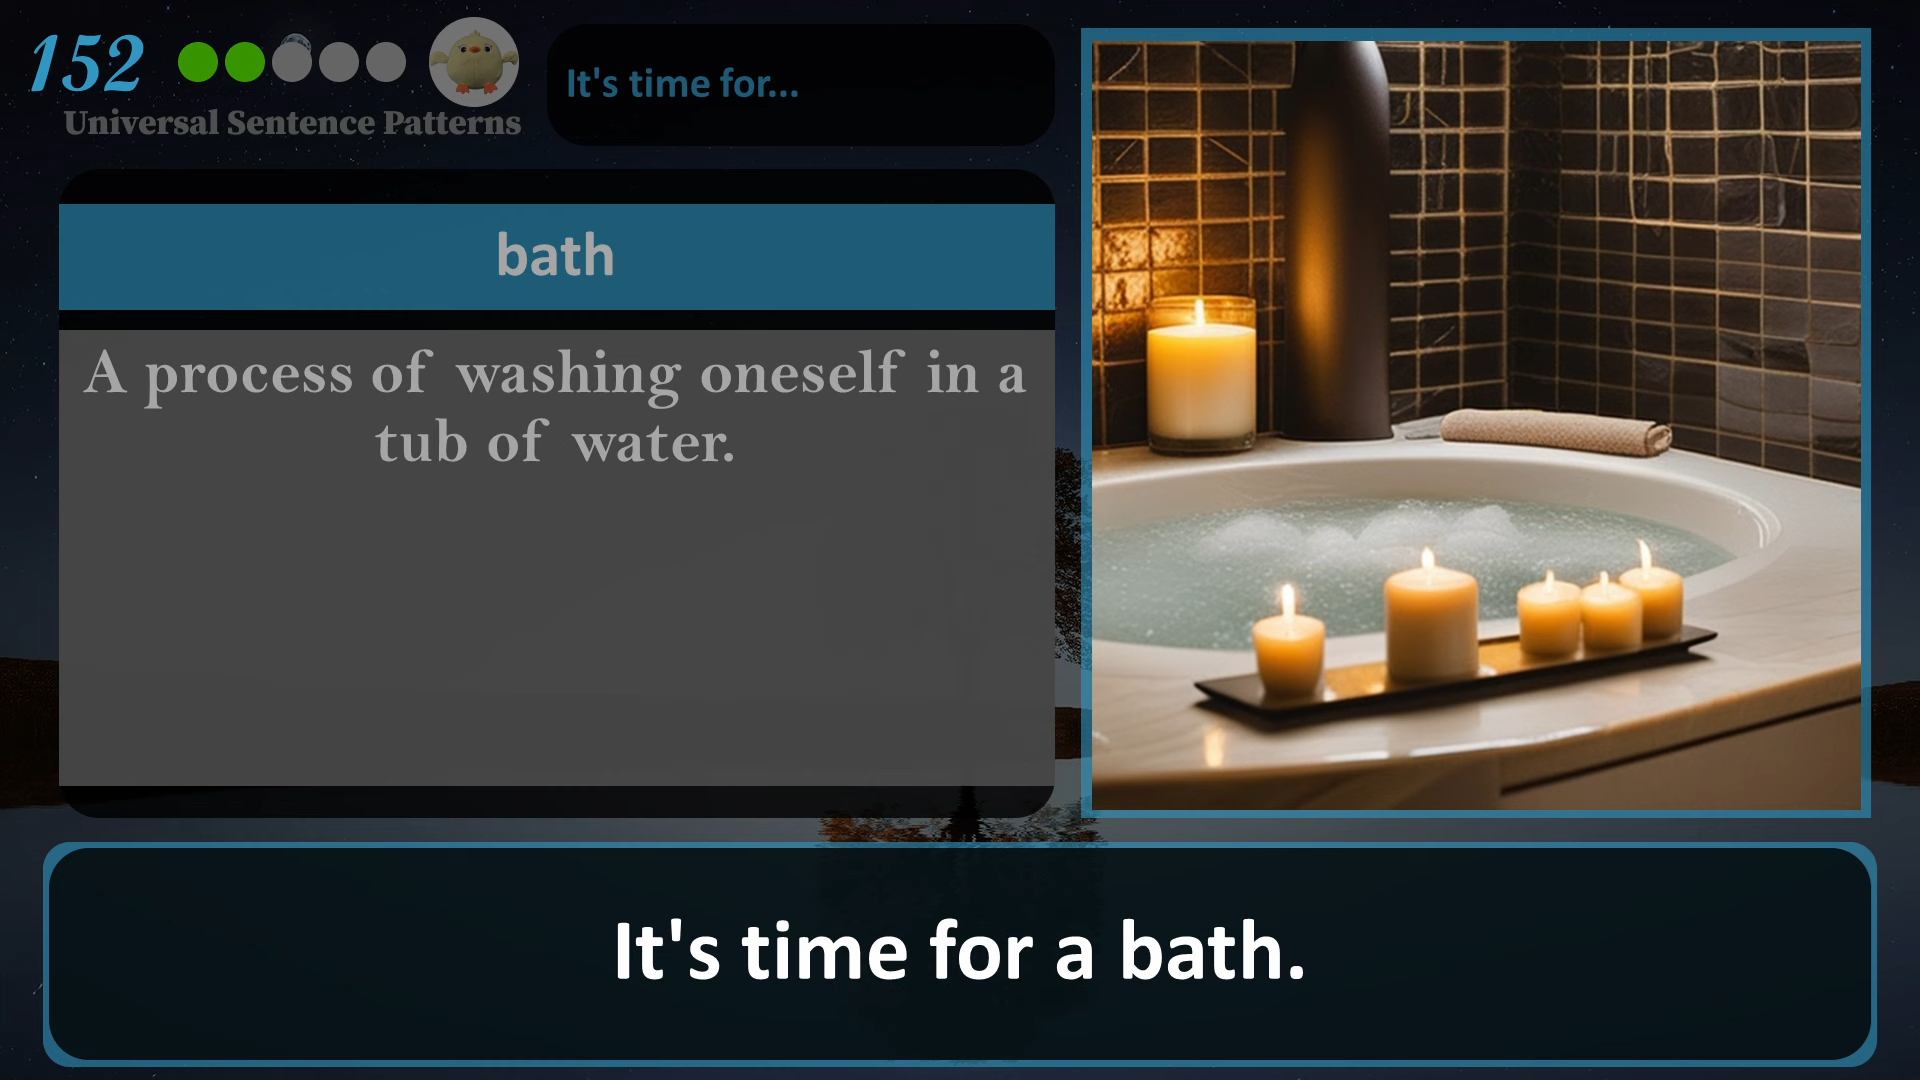 152
Universal Sentence Patterns
It's time for...
bath
A process of washing oneself in a
tub of water.
It's time for a bath.